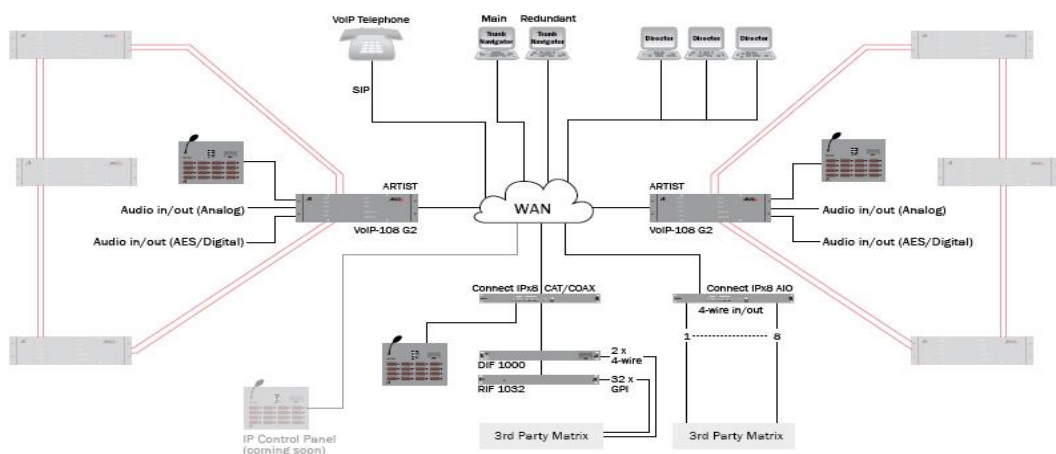 VoIP Telephone
Main
Redundant
Trunk
Navigator
Trunk
Navigator
Director
Director
Director
SIP
ARTIST
VoIP-108 G2
Audio in/out (Analog)
Audio in/out (AES/Digital)
WAN
ARTIST
VoIP-108 G2
Audio in/out (Analog)
Audio in/out (AES/Digital)
Connect IPx8 CAT/COAX
Connect IPx8 AIO
4-wire in/out
1
8
DIF 1000
2 x
4-wire
RIF 1032
32 x
GPI
3rd Party Matrix
3rd Party Matrix
IP Control Panel
(coming soon)